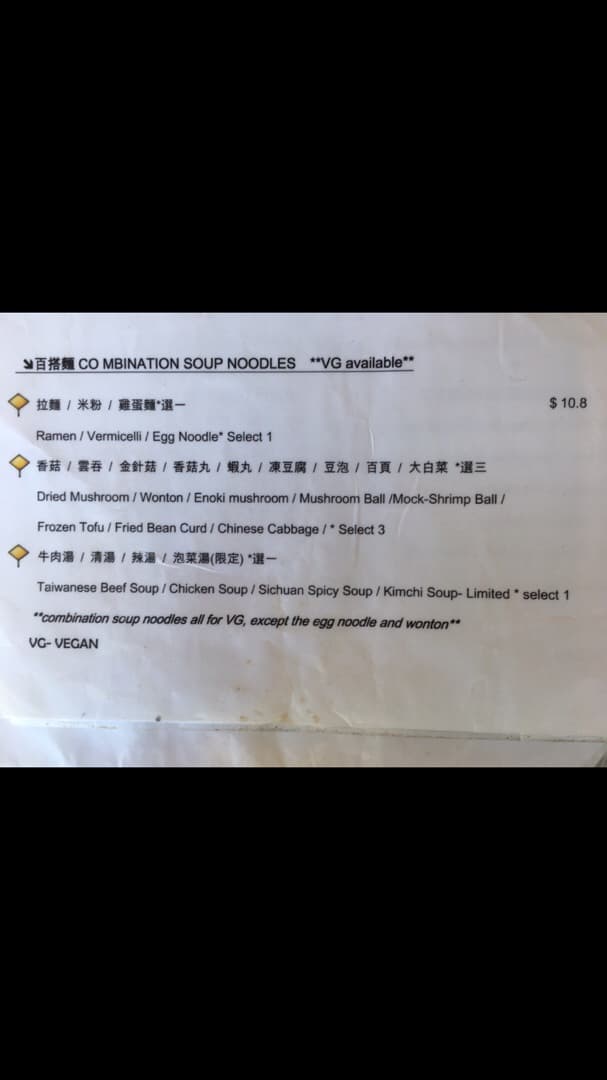 ⇘百搭麵 CO MBINATION SOUP NOODLES **VG available**
拉麵 / 米粉 / 雞蛋麵*選一 $ 10.8
Ramen / Vermicelli / Egg Noodle* Select 1
香菇 / 雲吞 / 金針菇 / 香菇丸 / 蝦丸 / 凍豆腐 / 豆泡 / 百頁 / 大白菜 *選三
Dried Mushroom / Wonton / Enoki mushroom / Mushroom Ball /Mock-Shrimp Ball /
Frozen Tofu / Fried Bean Curd / Chinese Cabbage / * Select 3
牛肉湯 / 清湯 / 辣湯 / 泡菜湯(限定) *選一
Taiwanese Beef Soup / Chicken Soup / Sichuan Spicy Soup / Kimchi Soup- Limited * select 1
**combination soup noodles all for VG, except the egg noodle and wonton**
VG- VEGAN